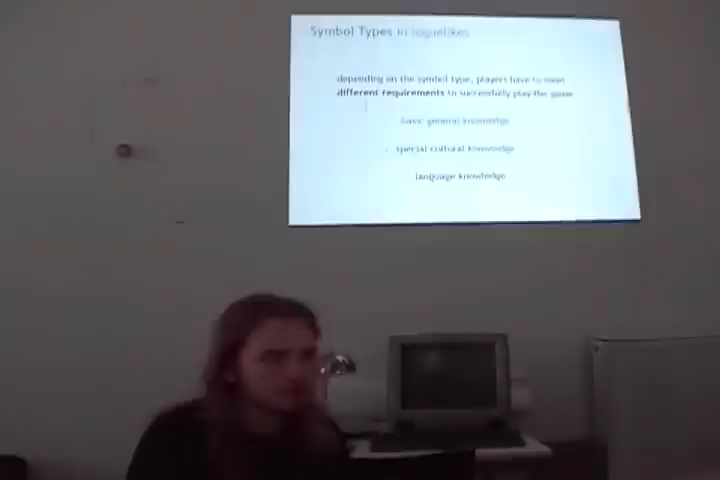 Symbol Types in roguelikes
depending on the symbol type, players have to meet
different requirements to successfully play the game
basic general knowledge
special cultural knowledge
language knowledge